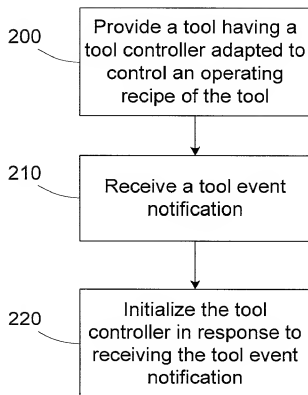 200
Provide a tool having a
tool controller adapted to
control an operating
recipe of the tool
210
Receive a tool event
notification
220
Initialize the tool
controller in response to
receiving the tool event
notification